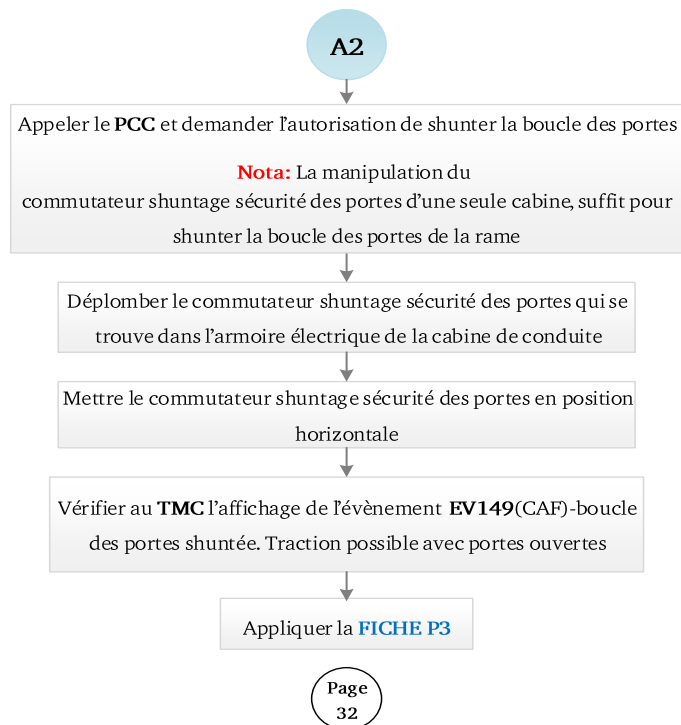 A2
Appeler le PCC et demander l'autorisation de shunter la boucle des portes
Nota: La manipulation du
commutateur shuntage sécurité des portes d'une seule cabine, suffit pour
shunter la boucle des portes de la rame
Déplomber le commutateur shuntage sécurité des portes qui se
trouve dans l'armoire électrique de la cabine de conduite
Mettre le commutateur shuntage sécurité des portes en position
horizontale
Vérifier au TMC l'affichage de l'évènement EV149(CAF)-boucle
des portes shuntée. Traction possible avec portes ouvertes
Appliquer la FICHE P3
Page
32